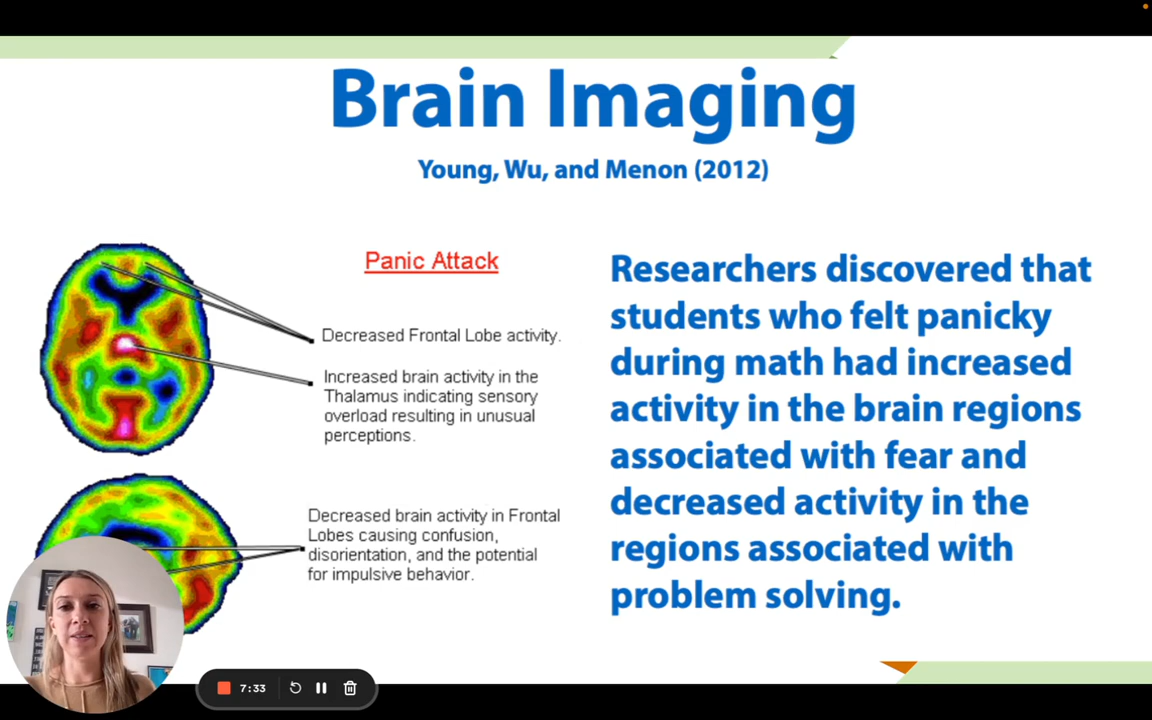 Brain Imaging
Young, Wu, and Menon (2012)
Panic Attack
Decreased Frontal Lobe activity.
Increased brain activity in the
Thalamus indicating sensory
overload resulting in unusual
perceptions.
Decreased brain activity in Frontal
Lobes causing confusion,
disorientation, and the potential
for impulsive behavior.
Researchers discovered that
students who felt panicky
during math had increased
activity in the brain regions
associated with fear and
decreased activity in the
regions associated with
problem solving.
7:33